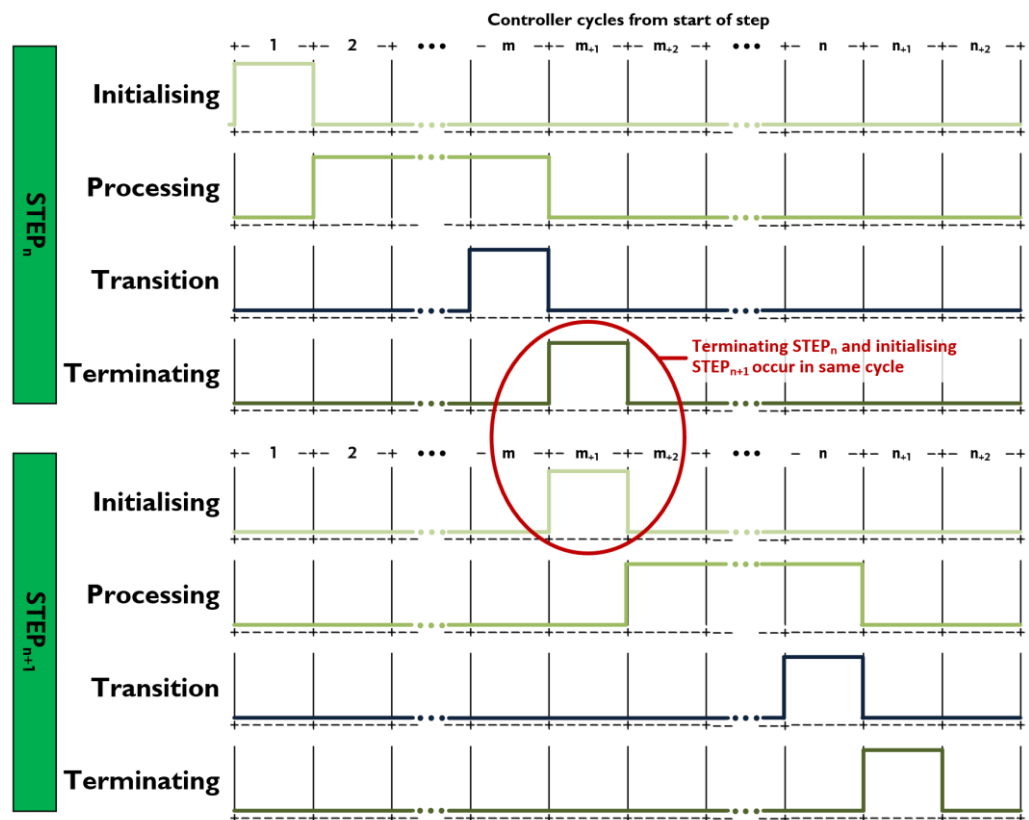 Controller cycles from start of step
1 2 ••• m m+1 m+2 ••• n n+1 n+2
STEPn
Initialising
Processing
Transition
Terminating
Terminating STEPn and initialising
STEPn+1 occur in same cycle
1 2 ••• m m+1 m+2 ••• n n+1 n+2
STEPn+1
Initialising
Processing
Transition
Terminating